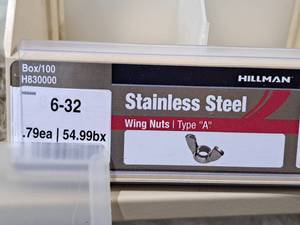 Box/100
H830000
HILLMAN
6-32
Stainless Steel
Wing Nuts | Type "A"
.79ea | 54.99bx